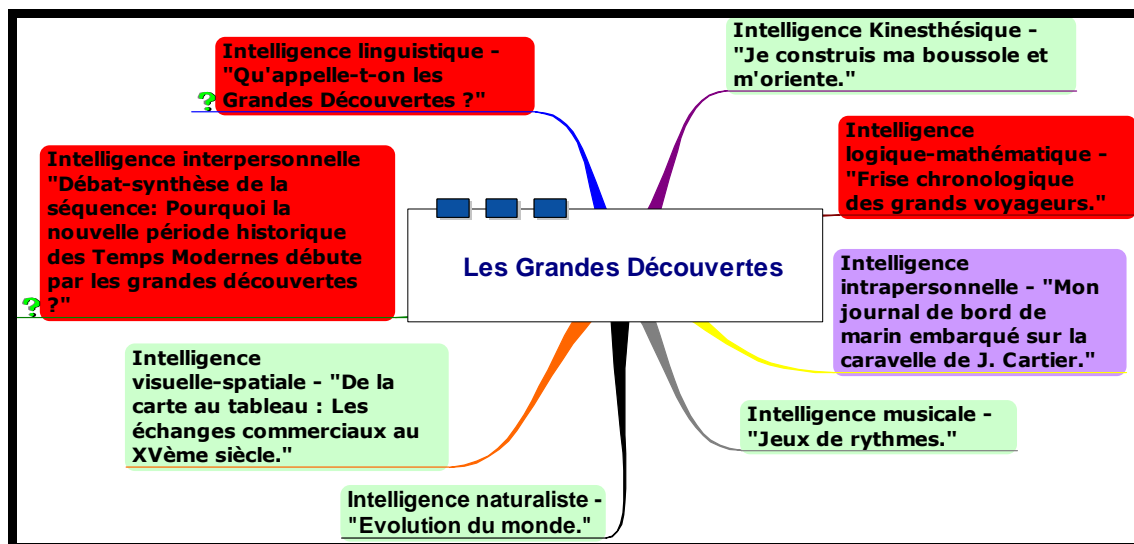 Intelligence linguistique -
"Qu'appelle-t-on les
Grandes Découvertes ?"
?
Intelligence Kinesthésique -
"Je construis ma boussole et
m'oriente."
Intelligence
logique-mathématique -
"Frise chronologique
des grands voyageurs."
Intelligence interpersonnelle
"Débat-synthèse de la
séquence: Pourquoi la
nouvelle période historique
des Temps Modernes débute
par les grandes découvertes
?"
?
Les Grandes Découvertes
Intelligence
intrapersonnelle - "Mon
journal de bord de
marin embarqué sur la
caravelle de J. Cartier."
Intelligence
visuelle-spatiale - "De la
carte au tableau : Les
échanges commerciaux au
XVème siècle."
Intelligence musicale -
"Jeux de rythmes."
Intelligence naturaliste -
"Evolution du monde."